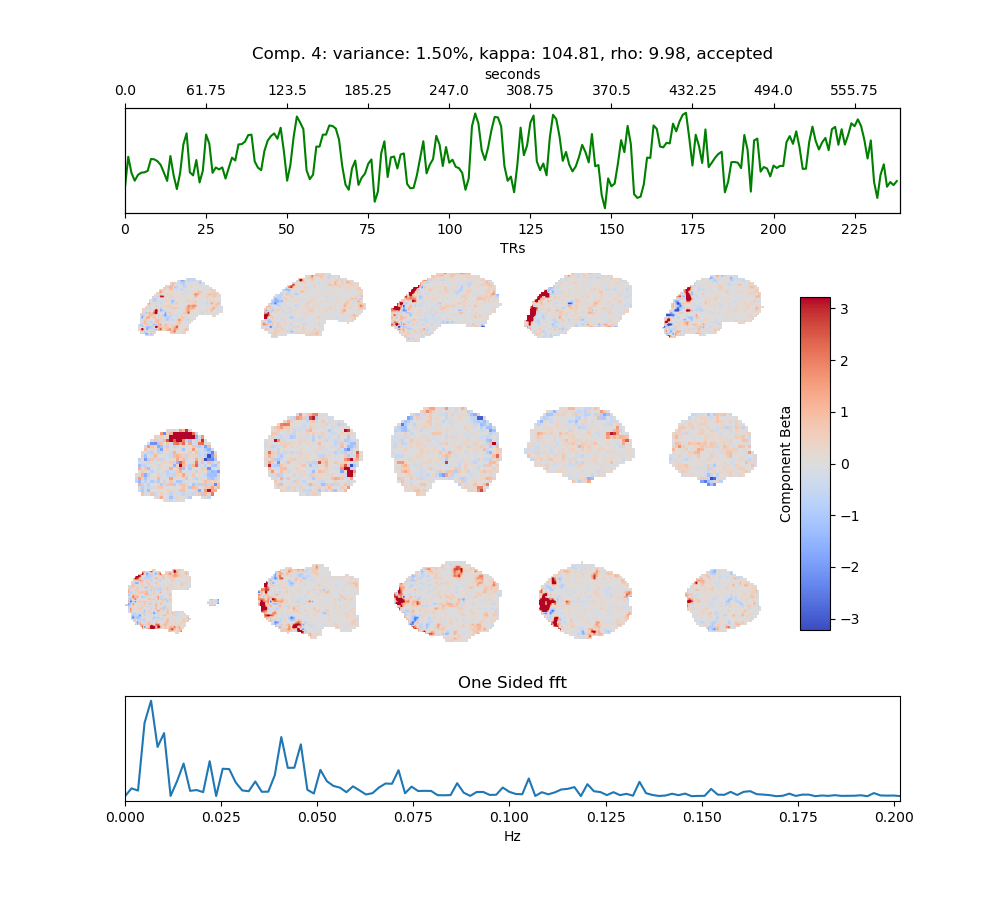 Comp. 4: variance: 1.50%, kappa: 104.81, rho: 9.98, accepted
seconds
0.0 61.75 123.5 185.25 247.0 308.75 370.5 432.25 494.0 555.75
0 25 50 75 100 125 150 175 200 225
TRs
3
2
1
0
−1
−2
−3
Component Beta
One Sided fft
0.000 0.025 0.050 0.075 0.100 0.125 0.150 0.175 0.200
Hz